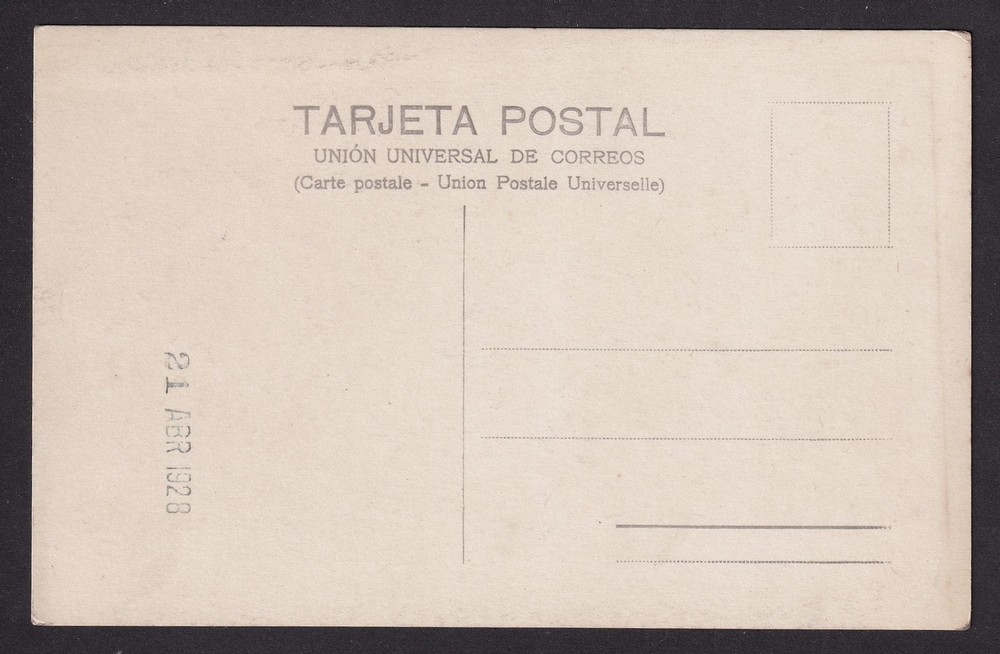 TARJETA POSTAL
UNIÓN UNIVERSAL DE CORREOS
(Carte postale - Union Postale Universelle)
21 ABR 1928